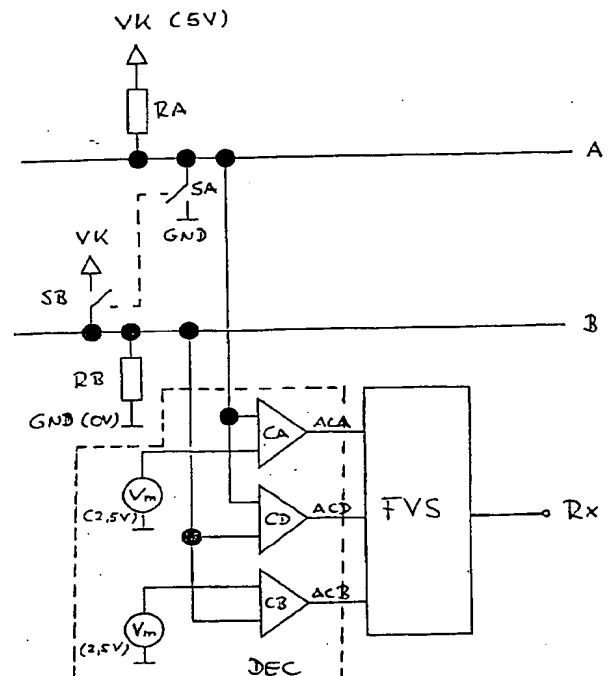 VK (5V)
RA
A
SA
GND
VK
SB
B
RB
GND (0V)
CA
ACA
Vm
(2,5V)
CD
ACD
FVS
Rx
CB
ACB
Vm
(2,5V)
DEC